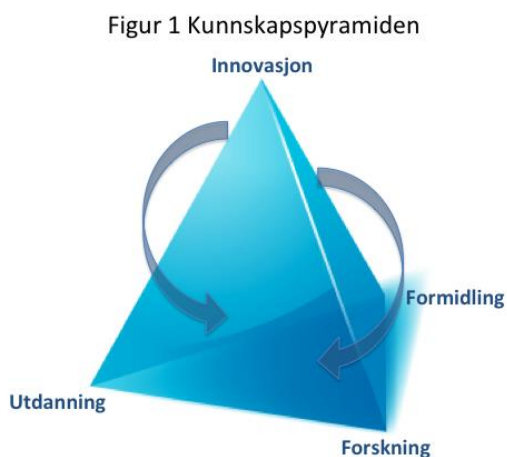 Figur 1 Kunnskapspyramiden
Innovasjon
Formidling
Utdanning
Forskning